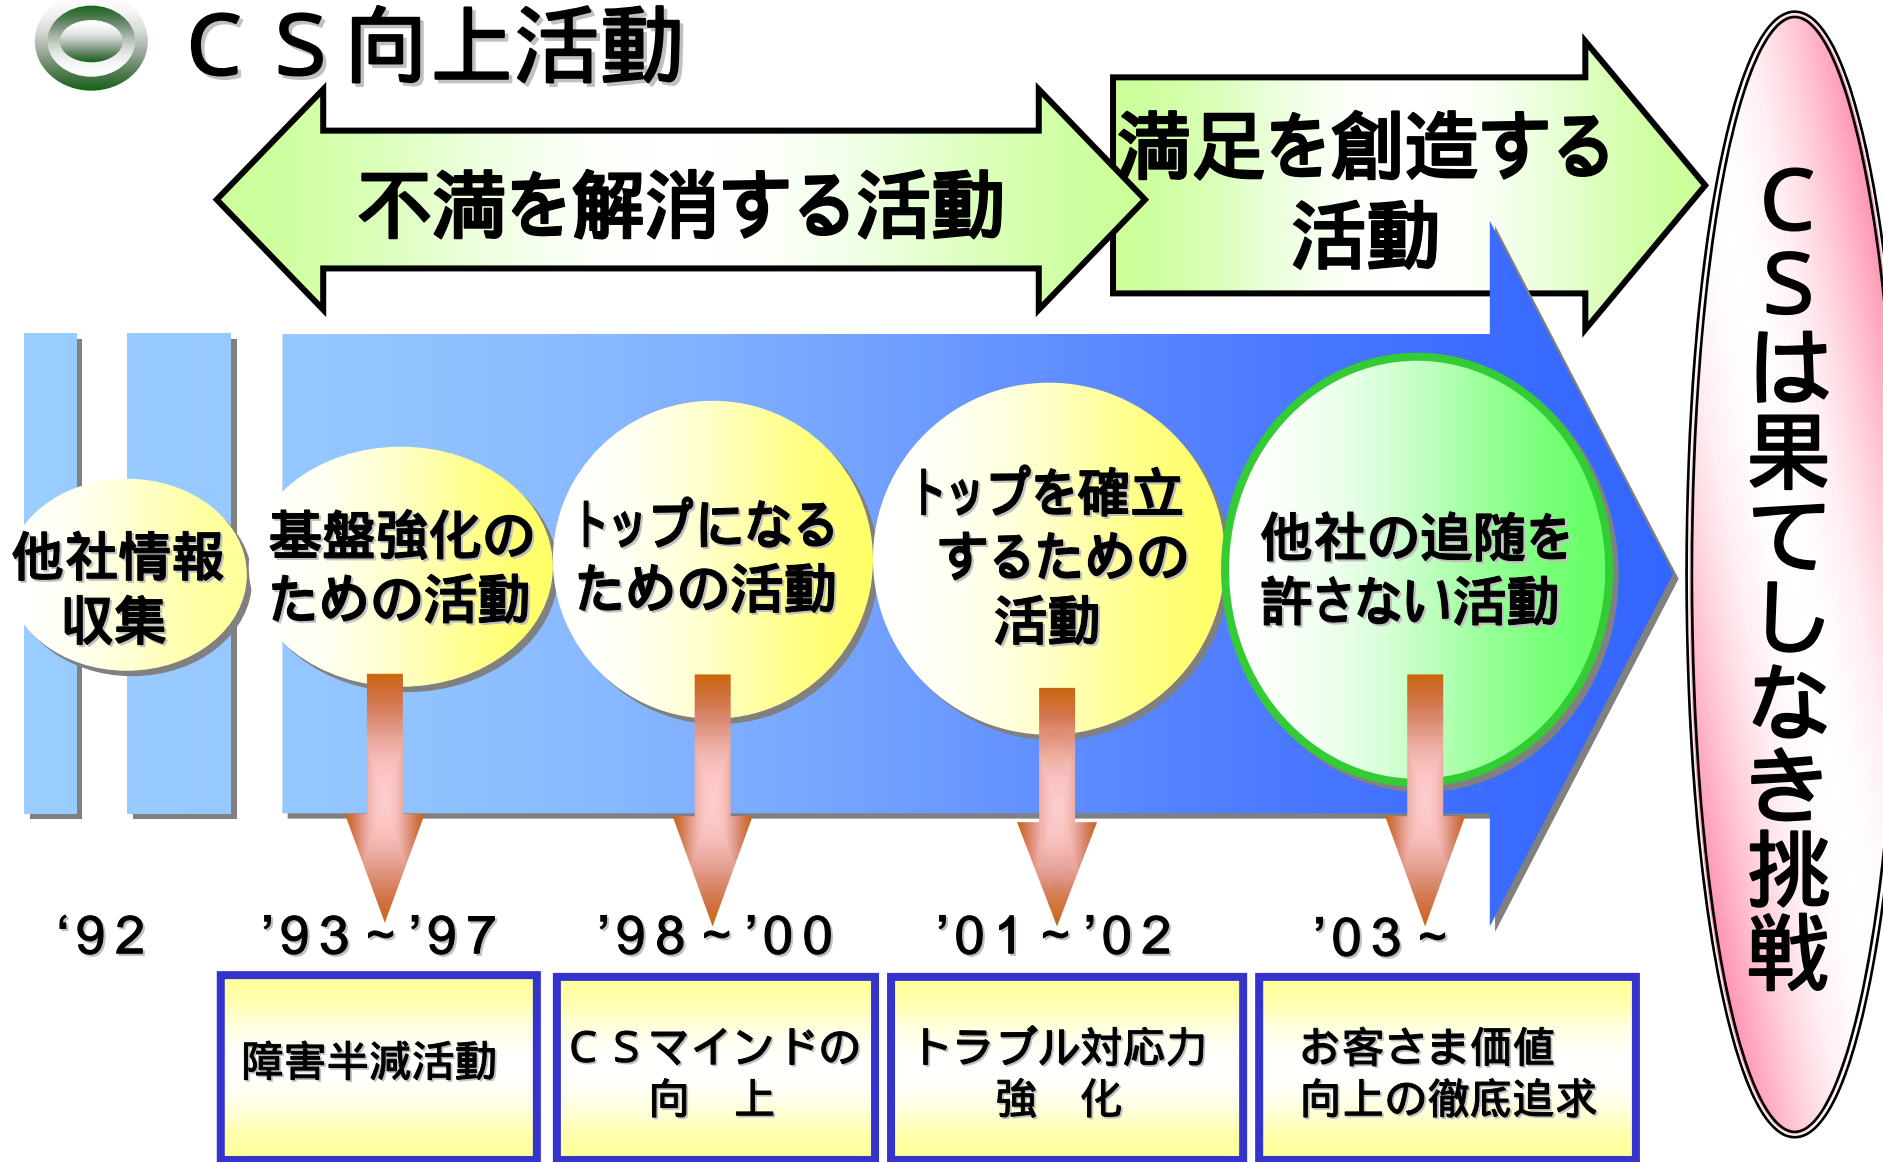 ＣＳ向上活動
不満を解消する活動
満足を創造する
活動
他社情報
収集
基盤強化の
ための活動
トップになる
ための活動
トップを確立
するための
活動
他社の追随を
許さない活動
‘９２
’９３～’９７
’９８～’００
’０１～’０２
’０３～
障害半減活動
ＣＳマインドの
向　上
トラブル対応力
強　化
お客さま価値
向上の徹底追求
ＣＳは果てしなき挑戦